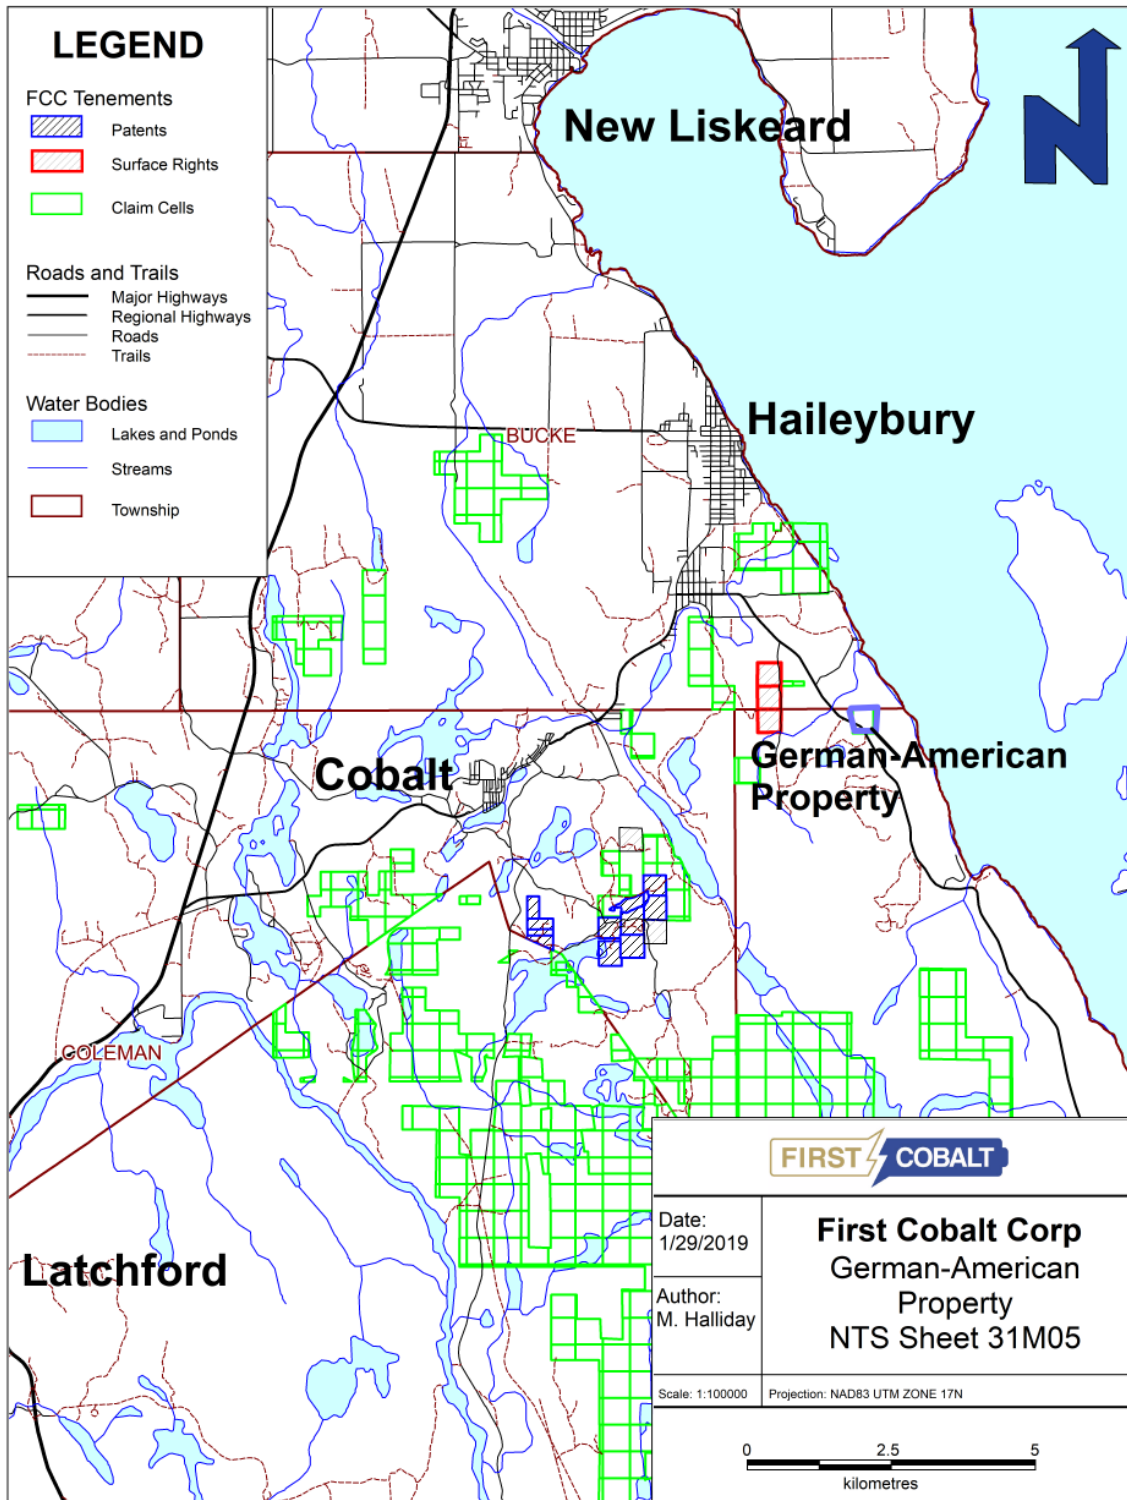 LEGEND
FCC Tenements
Patents
Surface Rights
Claim Cells
Roads and Trails
Major Highways
Regional Highways
Roads
Trails
Water Bodies
Lakes and Ponds
Streams
Township
New Liskeard
N
Haileybury
BUCKE
German-American
Property
Cobalt
COLEMAN
Latchford
FIRST COBALT
Date:
1/29/2019
Author:
M. Halliday
First Cobalt Corp
German-American
Property
NTS Sheet 31M05
Scale: 1:100000
Projection: NAD83 UTM ZONE 17N
0 2.5 5
kilometres